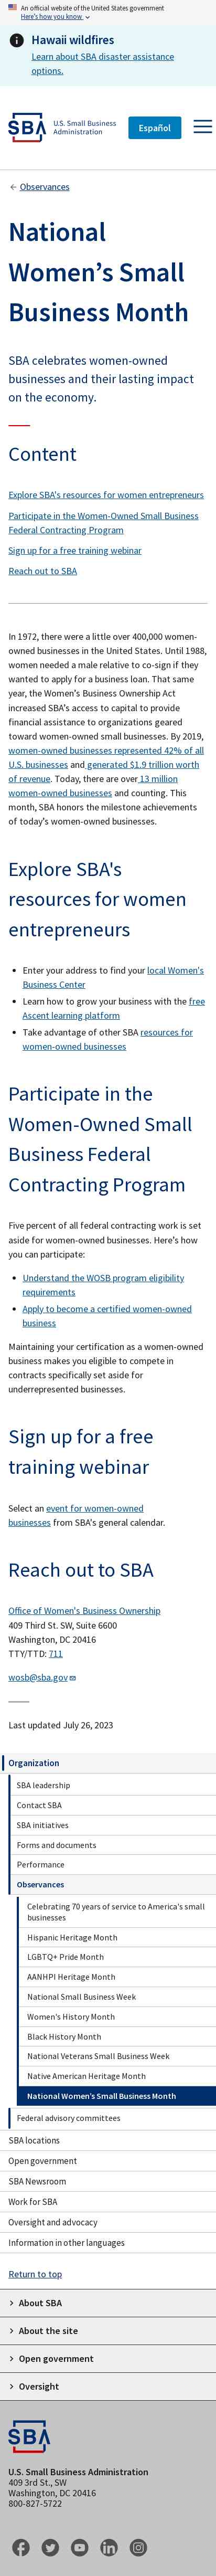 An official website of the United States government
Here's how you know
Hawaii wildfires
Learn about SBA disaster assistance
options.
SBA
U.S. Small Business
Administration
Español
Observances
National
Women’s Small
Business Month
SBA celebrates women-owned
businesses and their lasting impact
on the economy.
Content
Explore SBA's resources for women entrepreneurs
Participate in the Women-Owned Small Business
Federal Contracting Program
Sign up for a free training webinar
Reach out to SBA
In 1972, there were a little over 400,000 women-
owned businesses in the United States. Until 1988,
women needed a male relative to co-sign if they
wanted to apply for a business loan. That same
year, the Women’s Business Ownership Act
increased SBA’s access to capital to provide
financial assistance to organizations geared
toward women-owned small businesses. By 2019,
women-owned businesses represented 42% of all
U.S. businesses and generated $1.9 trillion worth
of revenue. Today, there are over 13 million
women-owned businesses and counting. This
month, SBA honors the milestone achievements
of today’s women-owned businesses.
Explore SBA's
resources for women
entrepreneurs
Enter your address to find your local Women's
Business Center
Learn how to grow your business with the free
Ascent learning platform
Take advantage of other SBA resources for
women-owned businesses
Participate in the
Women-Owned Small
Business Federal
Contracting Program
Five percent of all federal contracting work is set
aside for women-owned businesses. Here’s how
you can participate:
Understand the WOSB program eligibility
requirements
Apply to become a certified women-owned
business
Maintaining your certification as a women-owned
business makes you eligible to compete in
contracts specifically set aside for
underrepresented businesses.
Sign up for a free
training webinar
Select an event for women-owned
businesses from SBA's general calendar.
Reach out to SBA
Office of Women's Business Ownership
409 Third St. SW, Suite 6600
Washington, DC 20416
TTY/TTD: 711
wosb@sba.gov
Last updated July 26, 2023
Organization
SBA leadership
Contact SBA
SBA initiatives
Forms and documents
Performance
Observances
Celebrating 70 years of service to America's small
businesses
Hispanic Heritage Month
LGBTQ+ Pride Month
AANHPI Heritage Month
National Small Business Week
Women's History Month
Black History Month
National Veterans Small Business Week
Native American Heritage Month
National Women’s Small Business Month
Federal advisory committees
SBA locations
Open government
SBA Newsroom
Work for SBA
Oversight and advocacy
Information in other languages
Return to top
About SBA
About the site
Open government
Oversight
SBA
U.S. Small Business Administration
409 3rd St., SW
Washington, DC 20416
800-827-5722